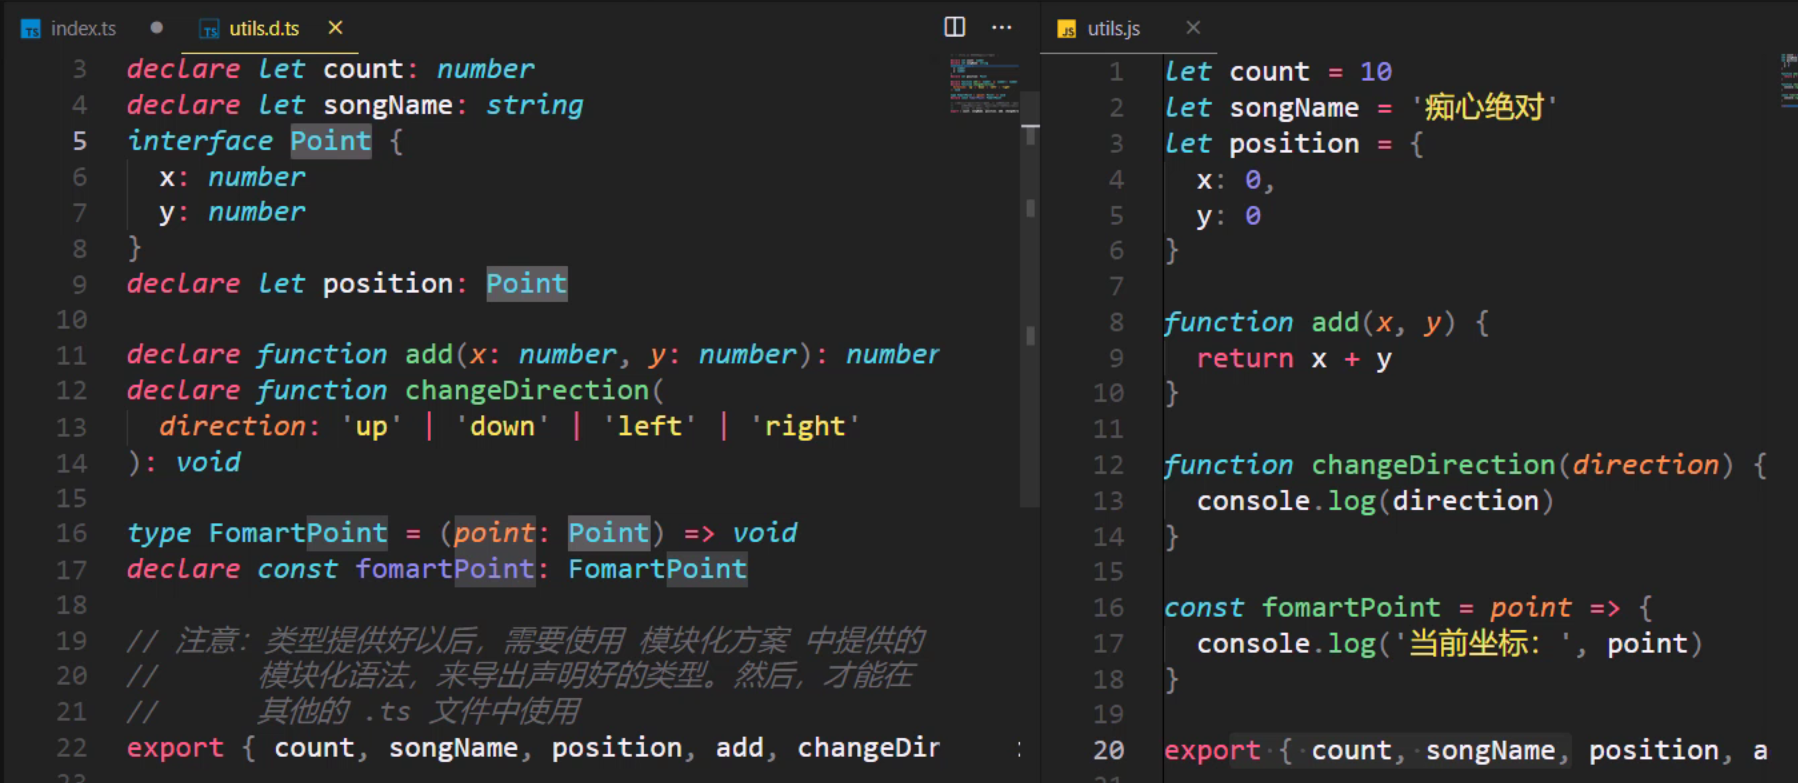 index.ts
utils.d.ts
3 declare let count: number
4 declare let songName: string
5 interface Point {
6 x: number
7 y: number
8 }
9 declare let position: Point
10
11 declare function add(x: number, y: number): number
12 declare function changeDirection(
13 direction: 'up' | 'down' | 'left' | 'right'
14 ): void
15
16 type FomartPoint = (point: Point) => void
17 declare const fomartPoint: FomartPoint
18
19 // 注意：类型提供好以后，需要使用 模块化方案 中提供的
20 // 模块化语法，来导出声明好的类型。然后，才能在
21 // 其他的 .ts 文件中使用
22 export { count, songName, position, add, changeDir
utils.js
1 let count = 10
2 let songName = '痴心绝对'
3 let position = {
4 x: 0,
5 y: 0
6 }
7
8 function add(x, y) {
9 return x + y
10 }
11
12 function changeDirection(direction) {
13 console.log(direction)
14 }
15
16 const fomartPoint = point => {
17 console.log('当前坐标：', point)
18 }
19
20 export { count, songName, position, a